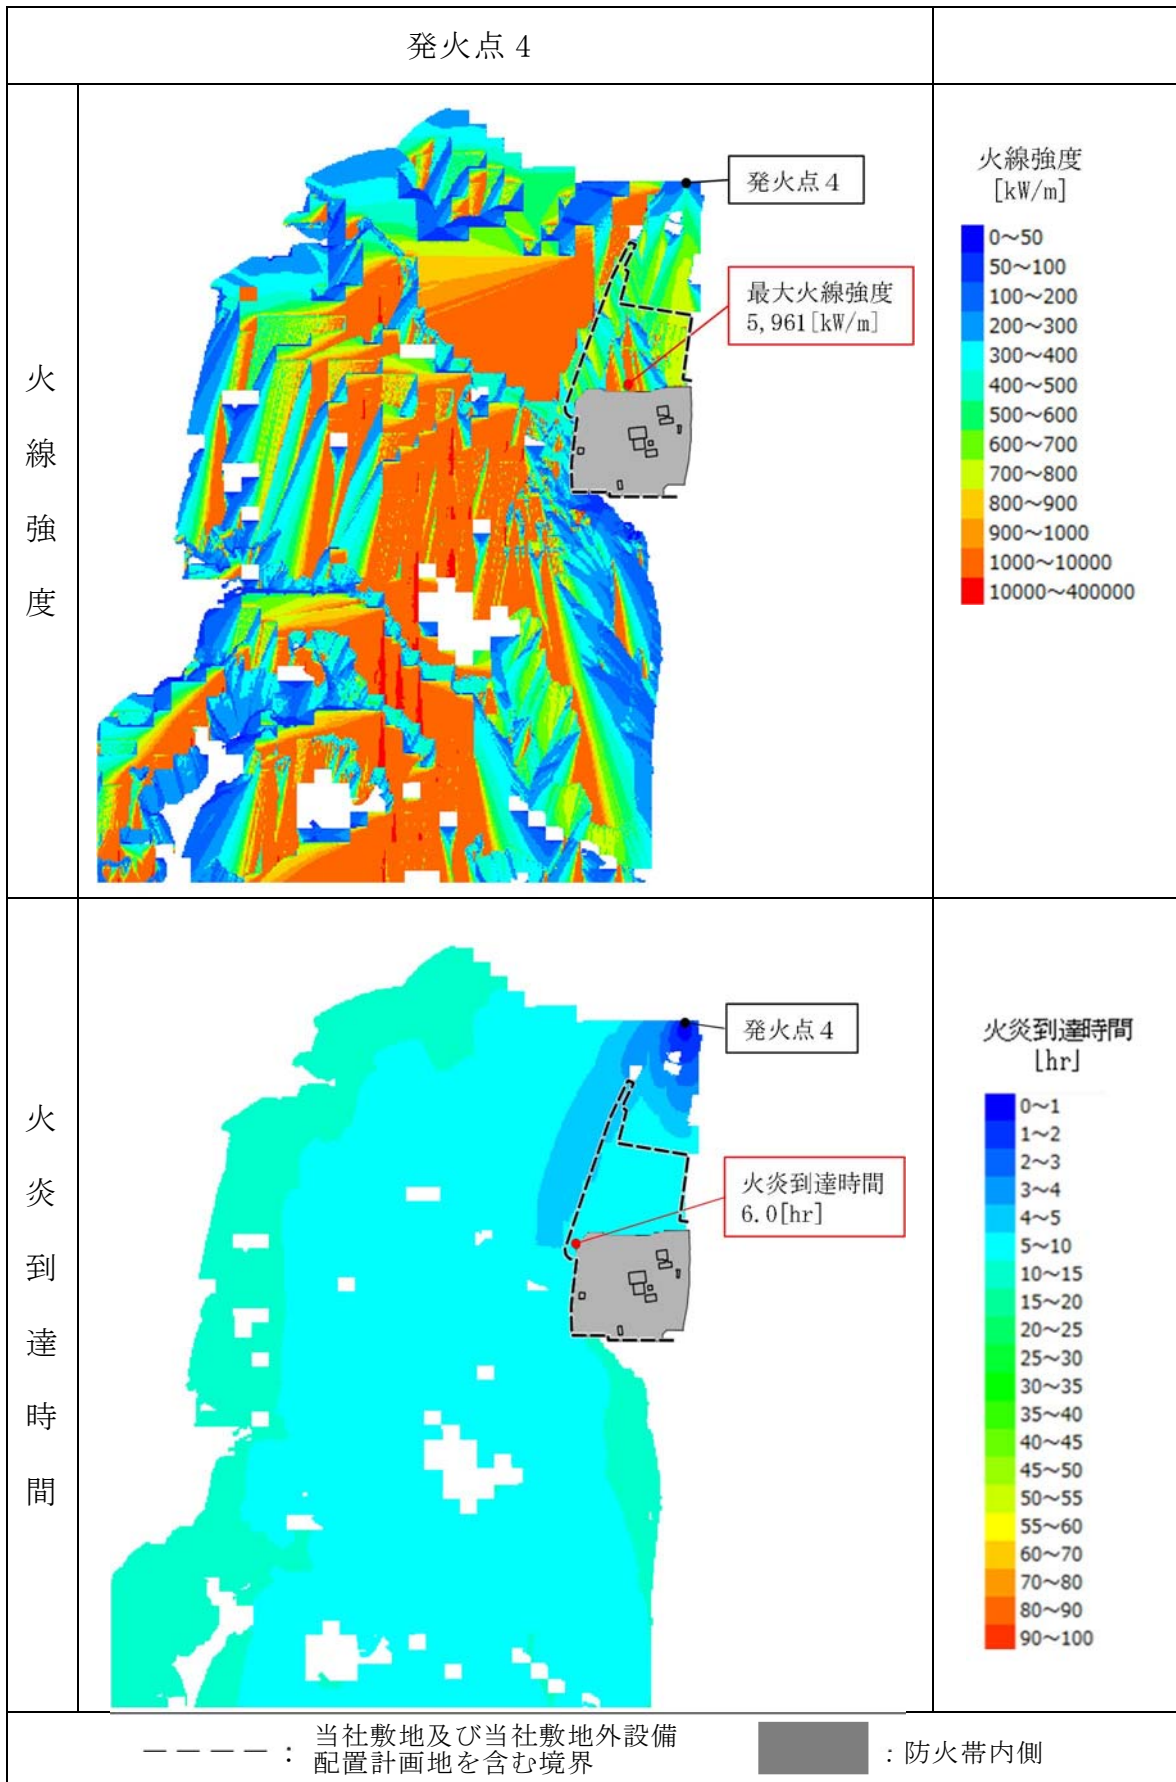 発火点 4
火線強度
発火点 4
最大火線強度
5,961[kW/m]
火線強度
[kW/m]
0～50
50～100
100～200
200～300
300～400
400～500
500～600
600～700
700～800
800～900
900～1000
1000～10000
10000～400000
火炎到達時間
発火点 4
火炎到達時間
6.0[hr]
火炎到達時間
[hr]
0～1
1～2
2～3
3～4
4～5
5～10
10～15
15～20
20～25
25～30
30～35
35～40
40～45
45～50
50～55
55～60
60～70
70～80
80～90
90～100
： 当社敷地及び当社敷地外設備
配置計画地を含む境界
：防火帯内側